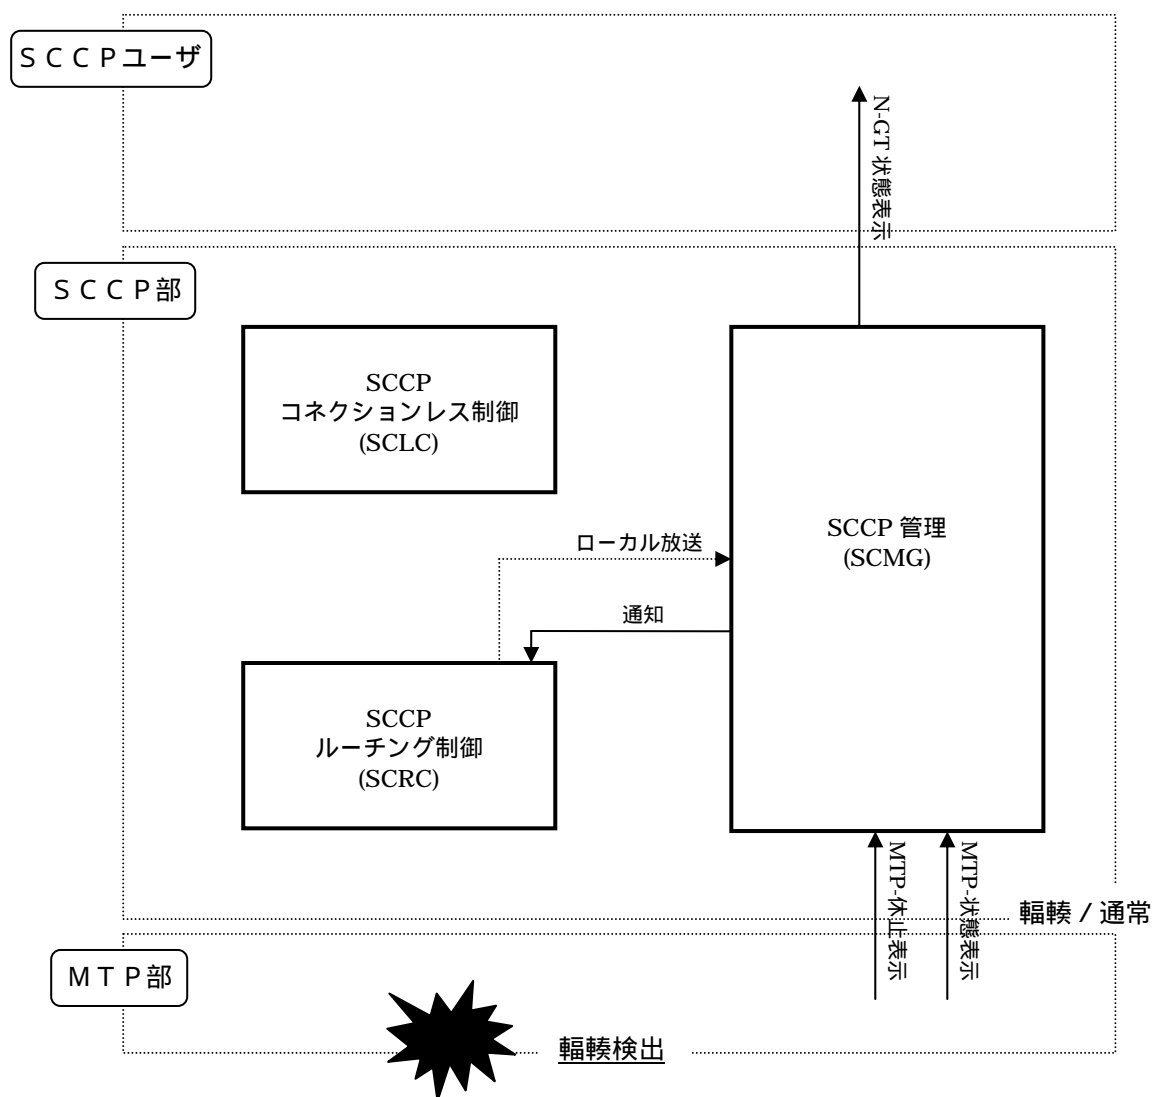 ＳＣＣＰユーザ
N-GT 状態表示
ＳＣＣＰ部
SCCP
コネクションレス制御
(SCLC)
SCCP 管理
(SCMG)
ローカル放送
通知
SCCP
ルーチング制御
(SCRC)
MTP-休止表示
MTP-状態表示
輻輳 / 通常
ＭＴＰ部
輻輳検出